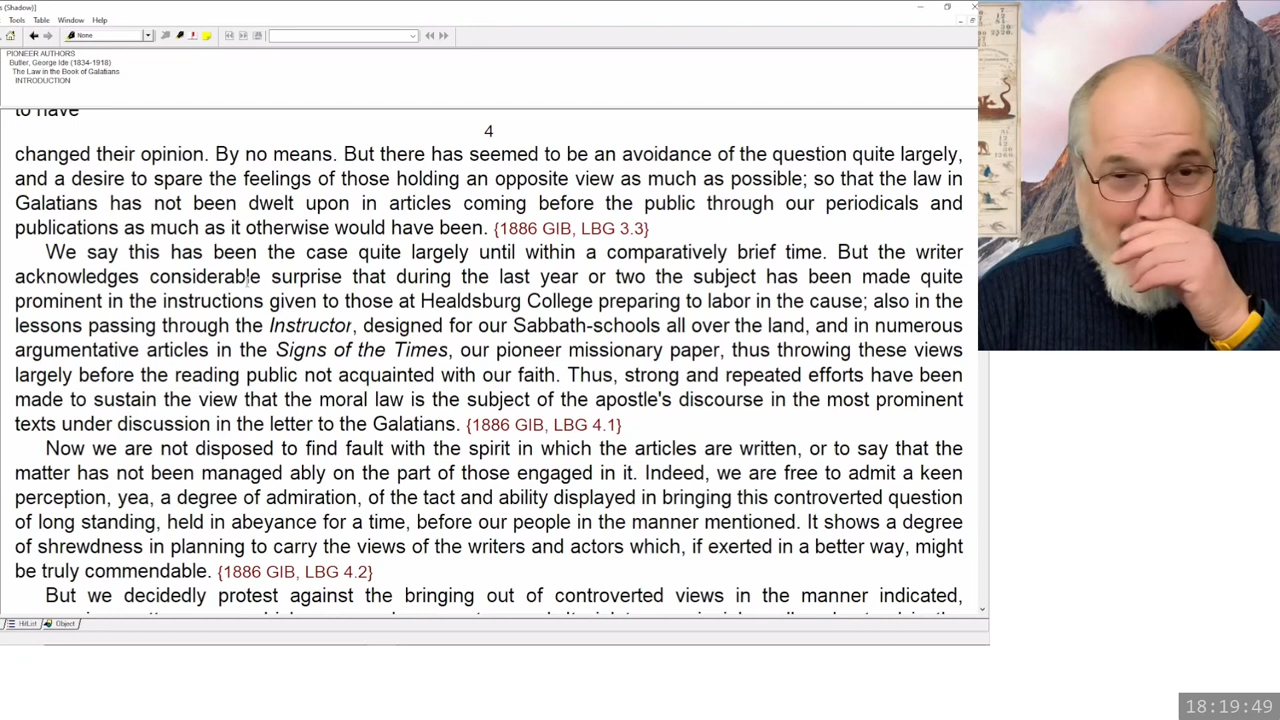 s (Shadow)]
Tools Table Window Help
None
PIONEER AUTHORS
Butler, George Ide (1834-1918)
The Law in the Book of Galatians
INTRODUCTION
to have
4
changed their opinion. By no means. But there has seemed to be an avoidance of the question quite largely,
and a desire to spare the feelings of those holding an opposite view as much as possible; so that the law in
Galatians has not been dwelt upon in articles coming before the public through our periodicals and
publications as much as it otherwise would have been. {1886 GIB, LBG 3.3}
We say this has been the case quite largely until within a comparatively brief time. But the writer
acknowledges considerable surprise that during the last year or two the subject has been made quite
prominent in the instructions given to those at Healdsburg College preparing to labor in the cause; also in the
lessons passing through the Instructor, designed for our Sabbath-schools all over the land, and in numerous
argumentative articles in the Signs of the Times, our pioneer missionary paper, thus throwing these views
largely before the reading public not acquainted with our faith. Thus, strong and repeated efforts have been
made to sustain the view that the moral law is the subject of the apostle's discourse in the most prominent
texts under discussion in the letter to the Galatians. {1886 GIB, LBG 4.1}
Now we are not disposed to find fault with the spirit in which the articles are written, or to say that the
matter has not been managed ably on the part of those engaged in it. Indeed, we are free to admit a keen
perception, yea, a degree of admiration, of the tact and ability displayed in bringing this controverted question
of long standing, held in abeyance for a time, before our people in the manner mentioned. It shows a degree
of shrewdness in planning to carry the views of the writers and actors which, if exerted in a better way, might
be truly commendable. {1886 GIB, LBG 4.2}
But we decidedly protest against the bringing out of controverted views in the manner indicated,
HitList Object
18:19:49